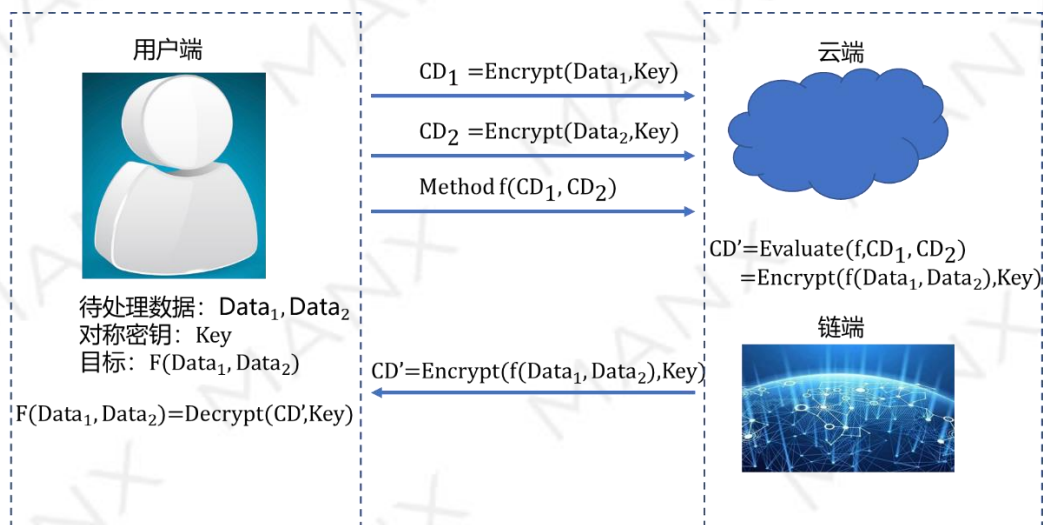 用户端
待处理数据：Data₁,Data₂
对称密钥：Key
目标：F(Data₁,Data₂)
F(Data₁,Data₂)=Decrypt(CD',Key)
CD₁ =Encrypt(Data₁,Key)
CD₂ =Encrypt(Data₂,Key)
Method f(CD₁, CD₂)
CD’=Encrypt(f(Data₁,Data₂),Key)
云端
CD’=Evaluate(f,CD₁, CD₂)
=Encrypt(f(Data₁,Data₂),Key)
链端
MANX